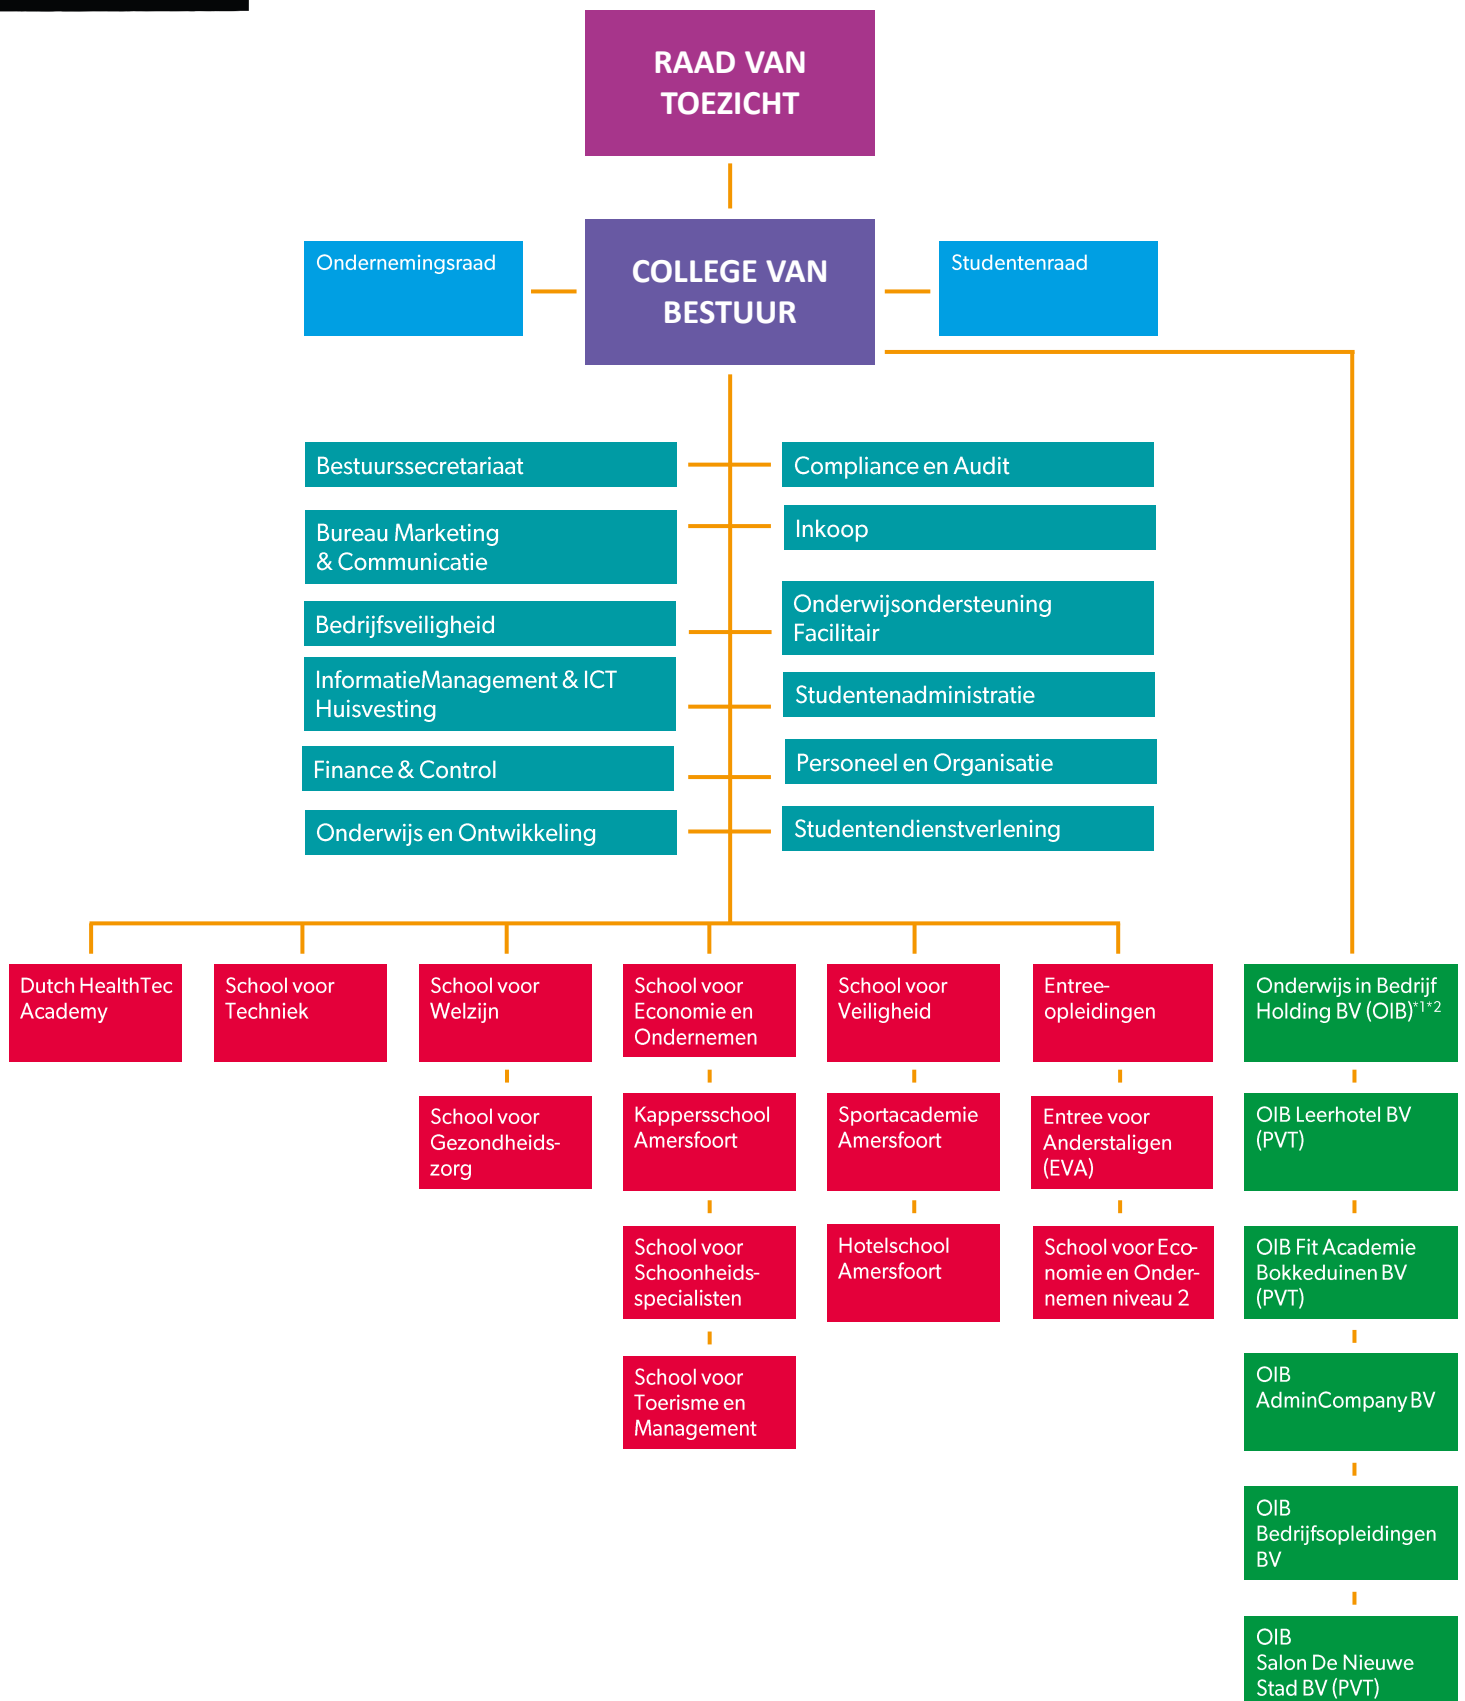 RAAD VAN
TOEZICHT
Ondernemingsraad
COLLEGE VAN
BESTUUR
Studentenraad
Bestuurssecretariaat
Compliance en Audit
Bureau Marketing
& Communicatie
Inkoop
Bedrijfsveiligheid
Onderwijsondersteuning
Facilitair
InformatieManagement & ICT
Huisvesting
Studentenadministratie
Finance & Control
Personeel en Organisatie
Onderwijs en Ontwikkeling
Studentendienstverlening
Dutch HealthTec
Academy
School voor
Techniek
School voor
Welzijn
School voor
Economie en
Ondernemen
School voor
Veiligheid
Entree-
opleidingen
Onderwijs in Bedrijf
Holding BV (OIB)*1*2
School voor
Gezondheids-
zorg
Kappersschool
Amersfoort
Sportacademie
Amersfoort
Entree voor
Anderstaligen
(EVA)
OIB Leerhotel BV
(PVT)
School voor
Schoonheids-
specialisten
Hotelschool
Amersfoort
School voor Eco-
nomie en Onder-
nemen niveau 2
OIB Fit Academie
Bokkeduinen BV
(PVT)
School voor
Toerisme en
Management
OIB
AdminCompany BV
OIB
Bedrijfsopleidingen
BV
OIB
Salon De Nieuwe
Stad BV (PVT)